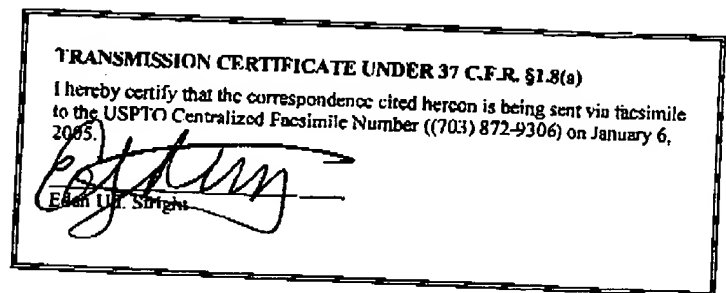 TRANSMISSION CERTIFICATE UNDER 37 C.F.R. §1.8(a)
I hereby certify that the correspondence cited hereon is being sent via facsimile
to the USPTO Centralized Facsimile Number ((703) 872-9306) on January 6,
2005.